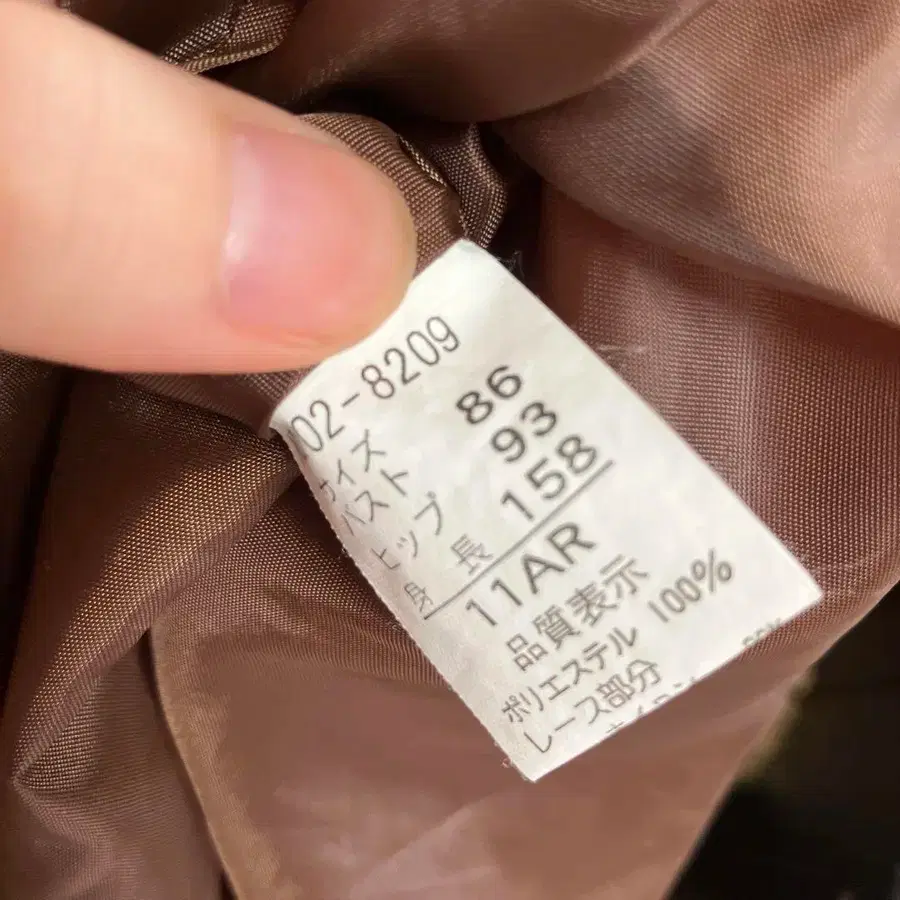 02-8209
サイズ
バスト 86
ヒップ 93
身長 158
11AR
品質表示
ポリエステル 100%
レース部分